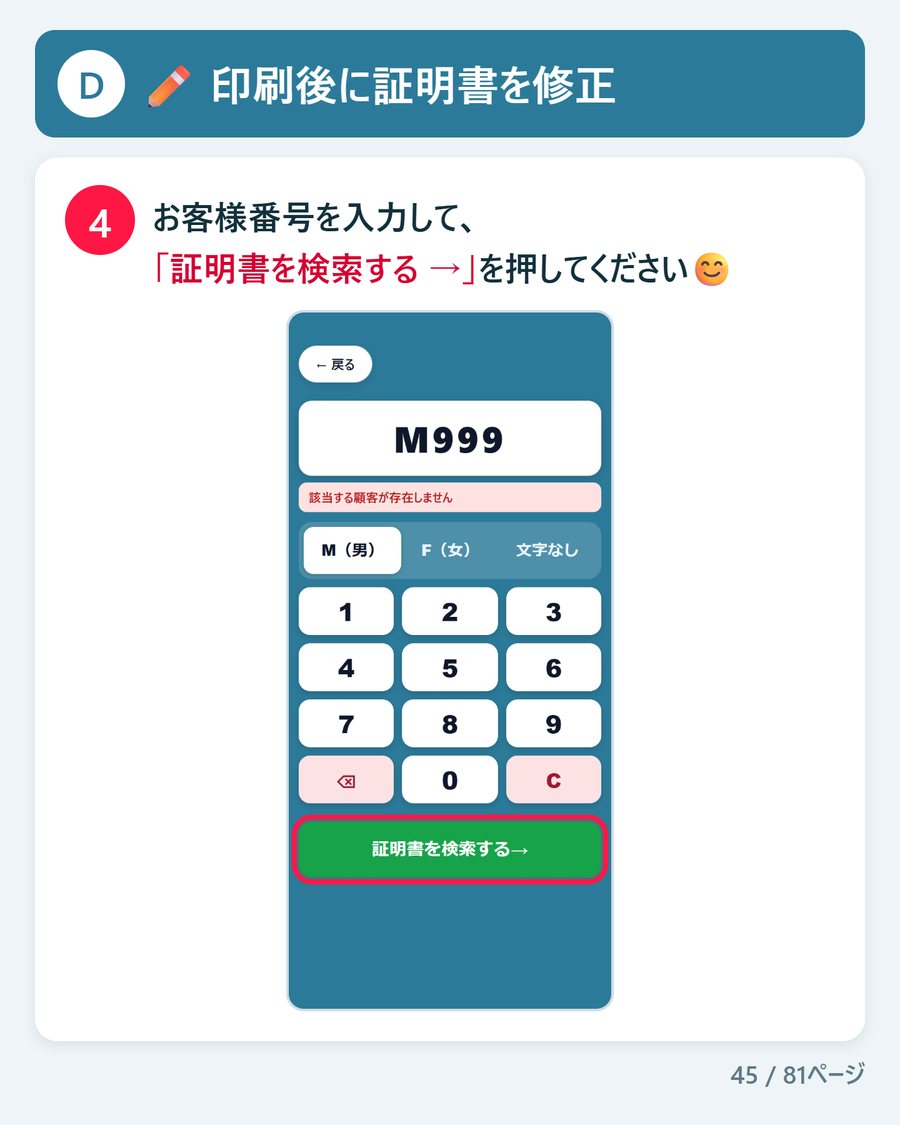 D ✏️ 印刷後に証明書を修正
4 お客様番号を入力して、
「証明書を検索する →」を押してください😊
← 戻る
M999
該当する顧客が存在しません
M（男） F（女） 文字なし
1 2 3
4 5 6
7 8 9
⌫ 0 C
証明書を検索する→
45 / 81ページ